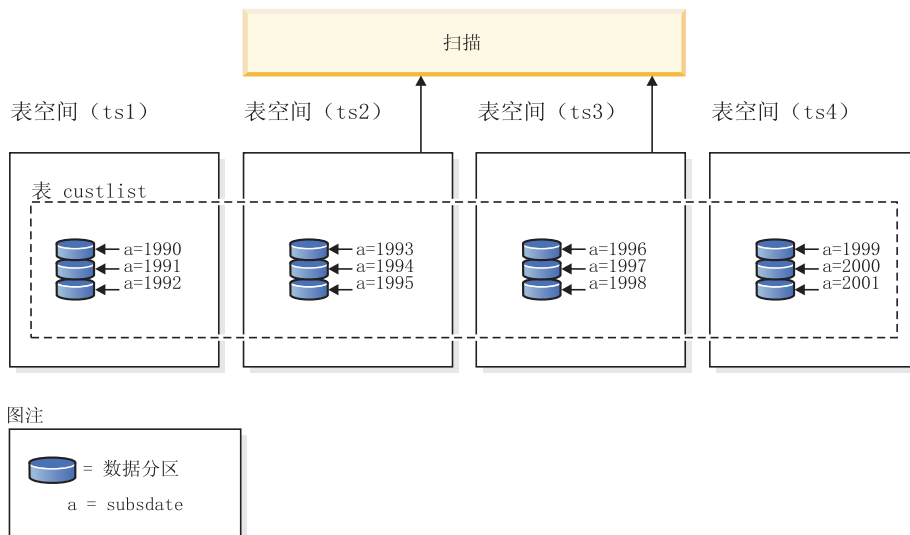 扫描
表空间（ts1）
表空间（ts2）
表空间（ts3）
表空间（ts4）
表 custlist
a=1990
a=1991
a=1992
a=1993
a=1994
a=1995
a=1996
a=1997
a=1998
a=1999
a=2000
a=2001
图注
= 数据分区
a = subsdate